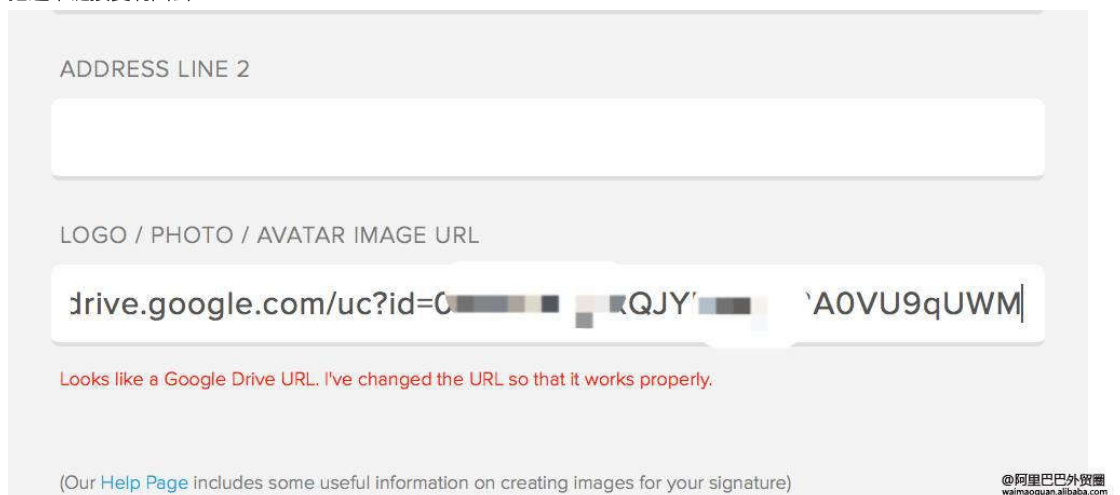 ADDRESS LINE 2
LOGO / PHOTO / AVATAR IMAGE URL
drive.google.com/uc?id= QJY A0VU9qUWM
Looks like a Google Drive URL. I've changed the URL so that it works properly.
(Our Help Page includes some useful information on creating images for your signature)
@阿里巴巴外贸圈
waimaoquan.alibaba.com